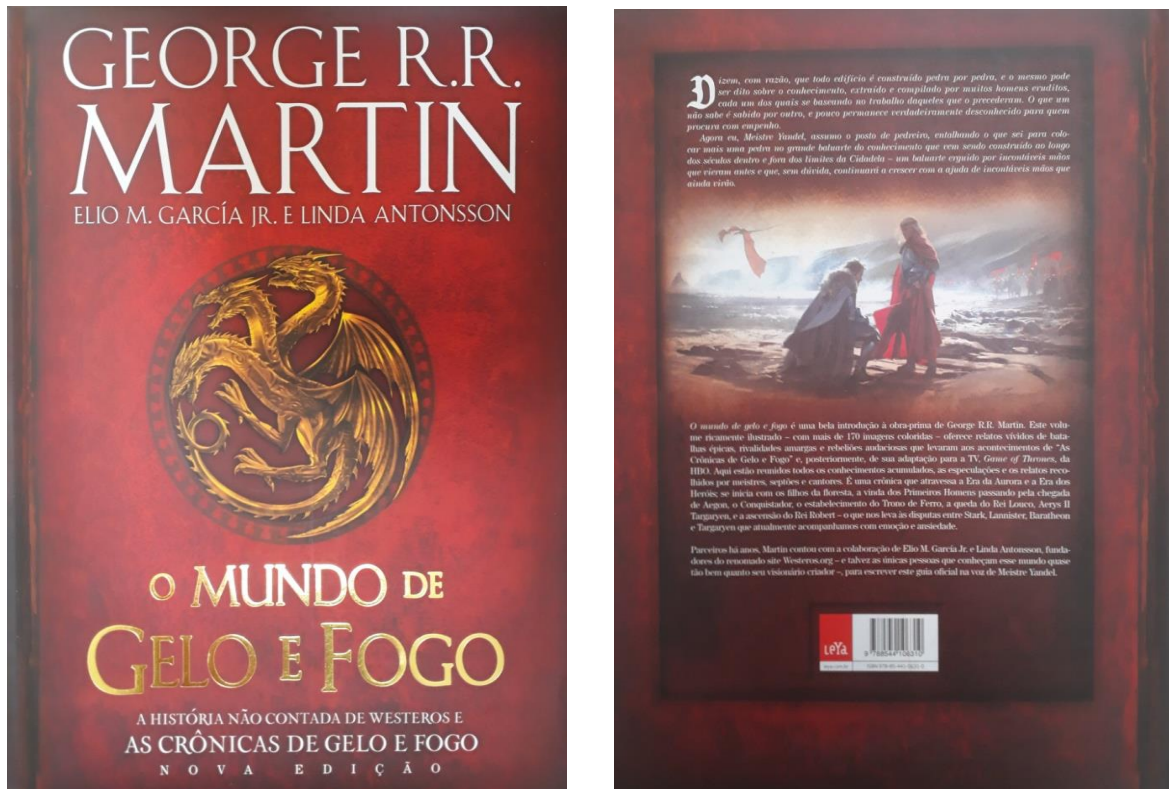 GEORGE R.R.
MARTIN
ELIO M. GARCÍA JR. E LINDA ANTONSSON
O MUNDO DE
GELO E FOGO
A HISTÓRIA NÃO CONTADA DE WESTEROS E
AS CRÔNICAS DE GELO E FOGO
NOVA EDIÇÃO
Dizem, com razão, que todo edifício é construído pedra por pedra, e o mesmo pode
ser dito sobre o conhecimento, extraído e compilado por muitos homens eruditos,
cada um dos quais se baseando no trabalho daqueles que o precederam. O que um
não sabe é sabido por outro, e pouco permanece verdadeiramente desconhecido para quem
procura com empenho.
Agora eu, Meistre Yandel, assumo o posto de pedreiro, entalhando o que sei para colo-
car mais uma pedra no grande baluarte do conhecimento que vem sendo construído ao longo
dos séculos dentro e fora dos limites da Cidadela – um baluarte erguido por incontáveis mãos
que vieram antes e que, sem dúvida, continuará a crescer com a ajuda de incontáveis mãos que
ainda virão.
O mundo de gelo e fogo é uma bela introdução à obra-prima de George R.R. Martin. Este volu-
me ricamente ilustrado – com mais de 170 imagens coloridas – oferece relatos vívidos de bata-
lhas épicas, rivalidades amargas e rebeliões audaciosas que levaram aos acontecimentos de "As
Crônicas de Gelo e Fogo" e, posteriormente, de sua adaptação para a TV, Game of Thrones, da
HBO. Aqui estão reunidos todos os conhecimentos acumulados, as especulações e os relatos reco-
lhidos por meistres, septões e cantores. É uma crônica que atravessa a Era da Aurora e a Era dos
Heróis; se inicia com os filhos da floresta, a vinda dos Primeiros Homens passando pela chegada
de Aegon, o Conquistador, o estabelecimento do Trono de Ferro, a queda do Rei Louco, Aerys II
Targaryen, e a ascensão do Rei Robert – o que nos leva às disputas entre Stark, Lannister, Baratheon
e Targaryen que atualmente acompanhamos com emoção e ansiedade.
Parceiros há anos, Martin contou com a colaboração de Elio M. García Jr. e Linda Antonsson, funda-
dores do renomado site Westeros.org – e talvez as únicas pessoas que conheçam esse mundo quase
tão bem quanto seu visionário criador –, para escrever este guia oficial na voz de Meistre Yandel.
LeYa
9 788544 106310